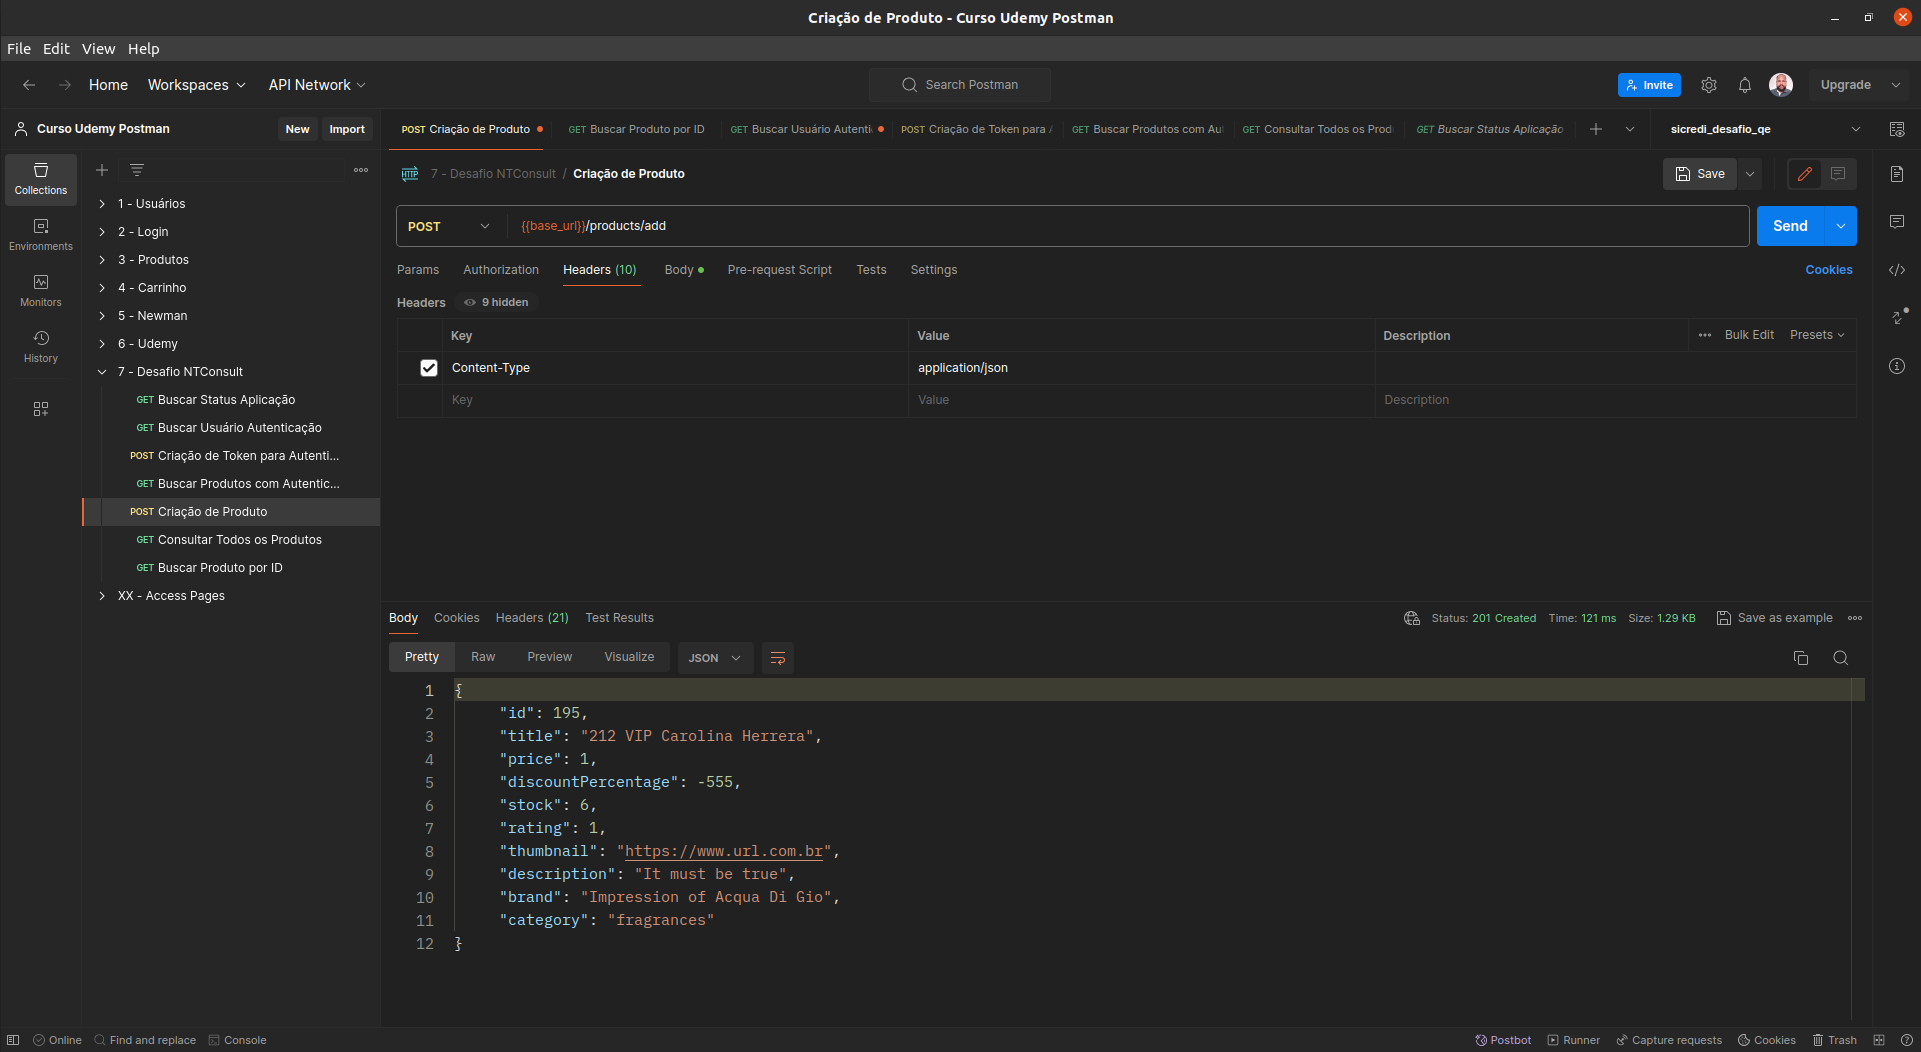 Criação de Produto - Curso Udemy Postman
File Edit View Help
Home Workspaces API Network Search Postman Invite Upgrade
Curso Udemy Postman New Import
POST Criação de Produto GET Buscar Produto por ID GET Buscar Usuário Autenti POST Criação de Token para GET Buscar Produtos com Au GET Consultar Todos os Prod GET Buscar Status Aplicação sicredi_desafio_qe
Collections
Environments
Monitors
History
1 - Usuários
2 - Login
3 - Produtos
4 - Carrinho
5 - Newman
6 - Udemy
7 - Desafio NTConsult
GET Buscar Status Aplicação
GET Buscar Usuário Autenticação
POST Criação de Token para Autenti...
GET Buscar Produtos com Autentic...
POST Criação de Produto
GET Consultar Todos os Produtos
GET Buscar Produto por ID
XX - Access Pages
HTTP 7 - Desafio NTConsult / Criação de Produto Save
POST {{base_url}}/products/add Send
Params Authorization Headers (10) Body Pre-request Script Tests Settings Cookies
Headers 9 hidden
Key Value Description Bulk Edit Presets
Content-Type application/json
Key Value Description
Body Cookies Headers (21) Test Results Status: 201 Created Time: 121 ms Size: 1.29 KB Save as example
Pretty Raw Preview Visualize JSON
1 {
2 "id": 195,
3 "title": "212 VIP Carolina Herrera",
4 "price": 1,
5 "discountPercentage": -555,
6 "stock": 6,
7 "rating": 1,
8 "thumbnail": "https://www.url.com.br",
9 "description": "It must be true",
10 "brand": "Impression of Acqua Di Gio",
11 "category": "fragrances"
12 }
Online Find and replace Console Postbot Runner Capture requests Cookies Trash